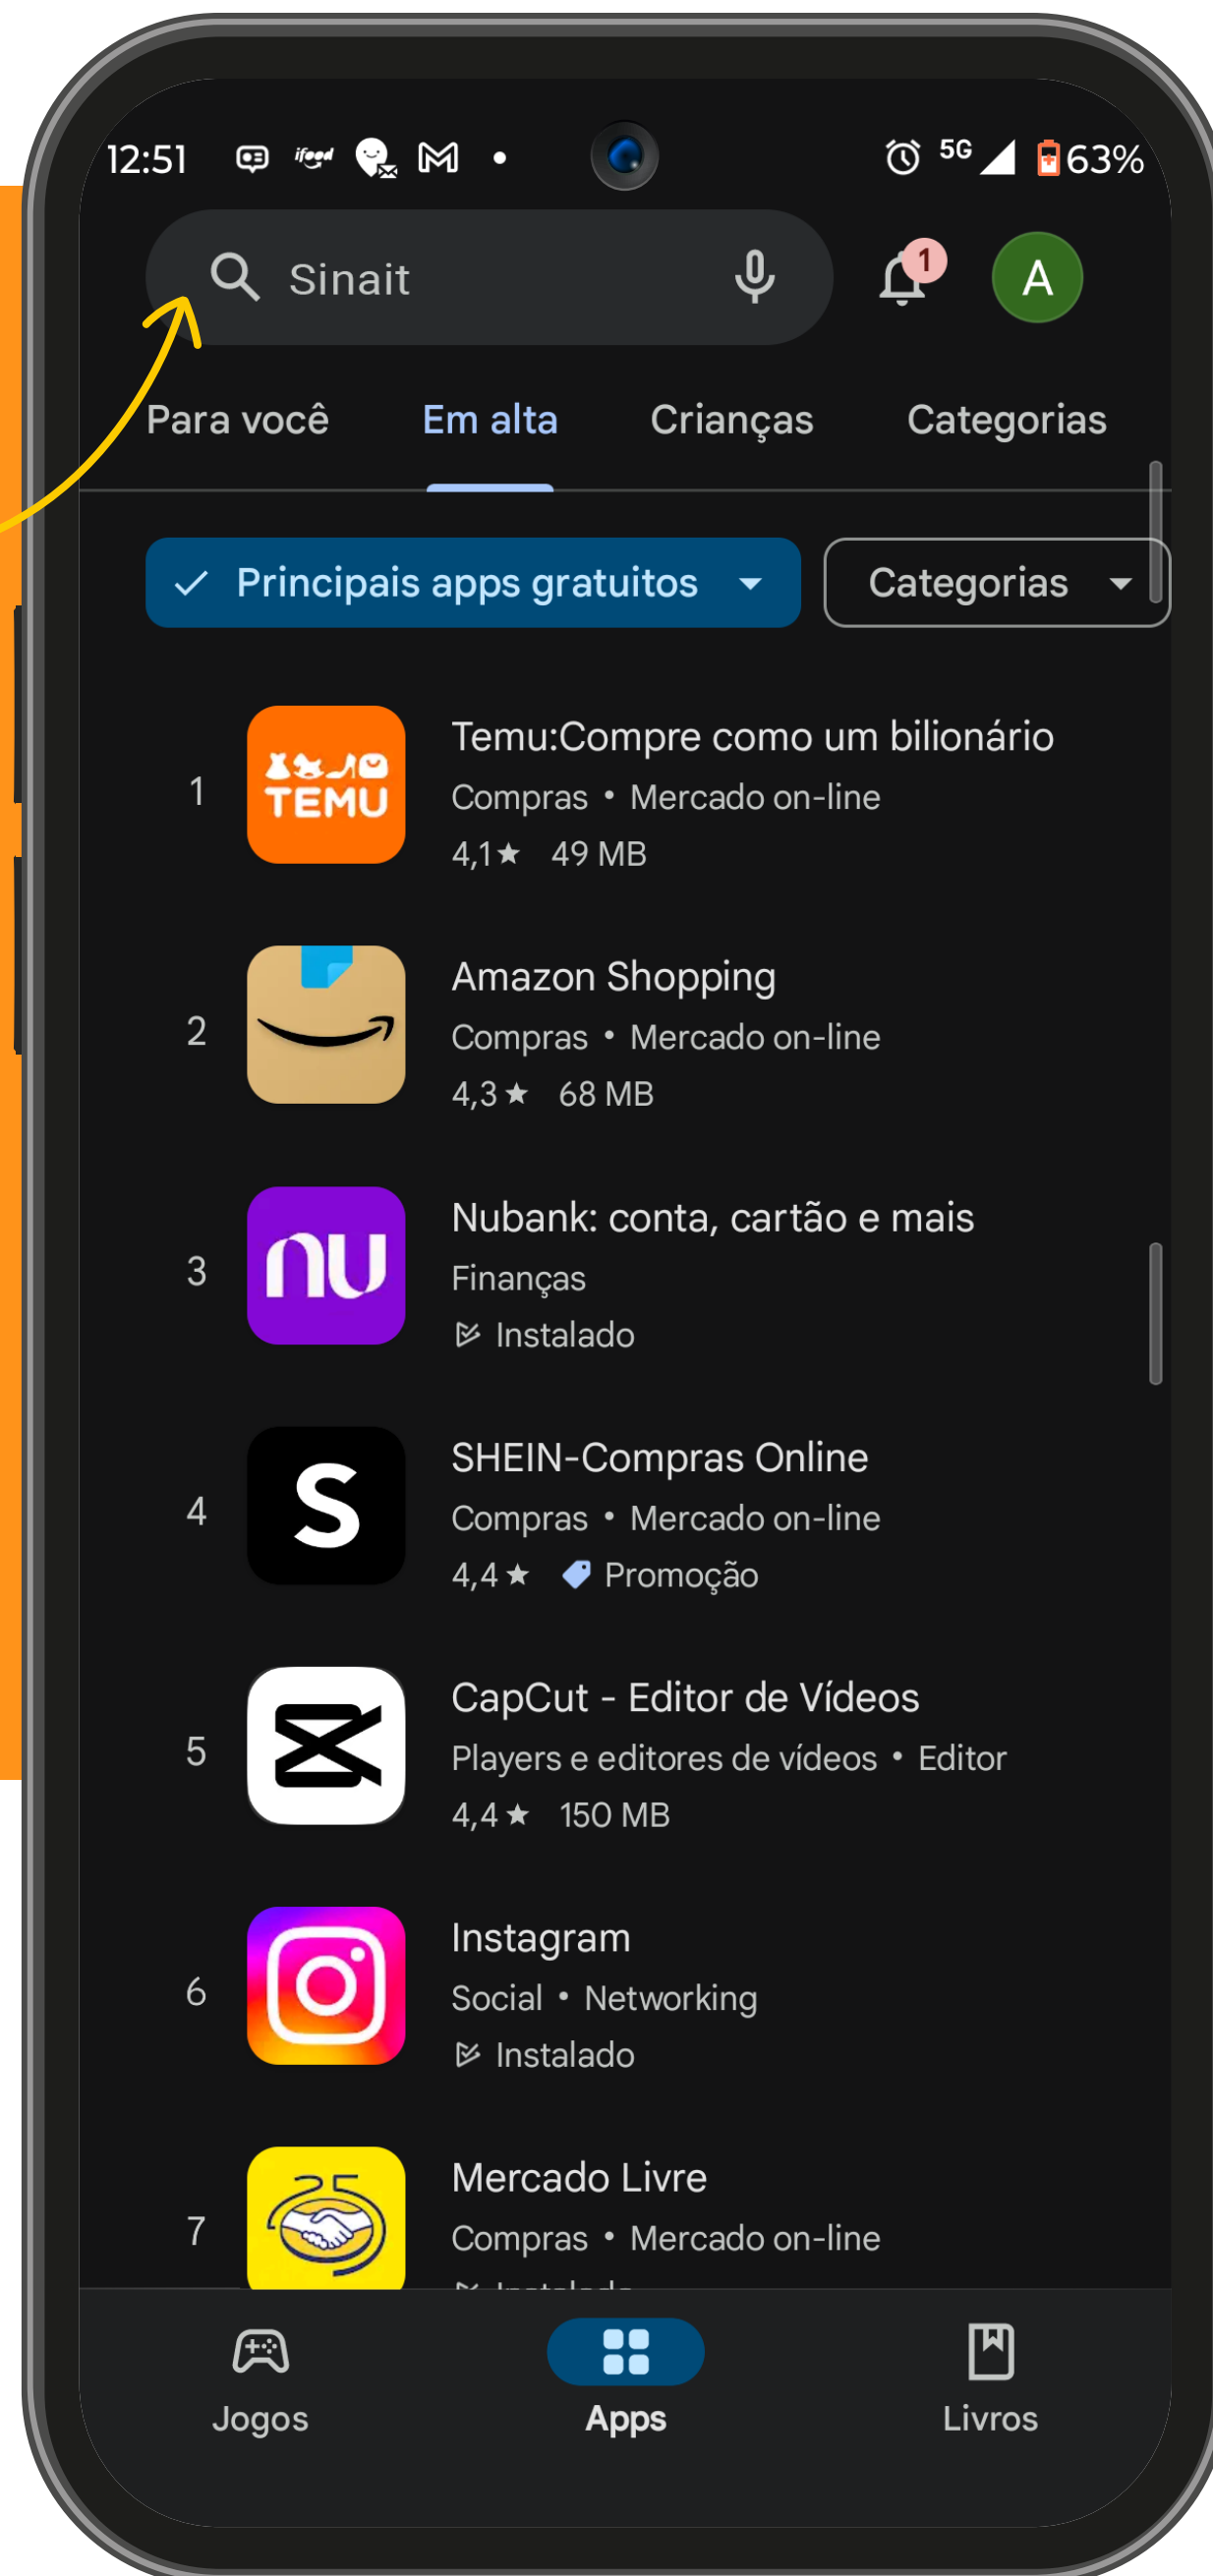 12:51 ifood 5G 63%
Sinait 1 A
Para você Em alta Crianças Categorias
Principais apps gratuitos Categorias
1 TEMU Temu:Compre como um bilionário
Compras • Mercado on-line
4,1★ 49 MB
2 Amazon Shopping
Compras • Mercado on-line
4,3★ 68 MB
3 nu Nubank: conta, cartão e mais
Finanças
Instalado
4 S SHEIN-Compras Online
Compras • Mercado on-line
4,4★ Promoção
5 CapCut - Editor de Vídeos
Players e editores de vídeos • Editor
4,4★ 150 MB
6 Instagram
Social • Networking
Instalado
7 25 Mercado Livre
Compras • Mercado on-line
Jogos Apps Livros